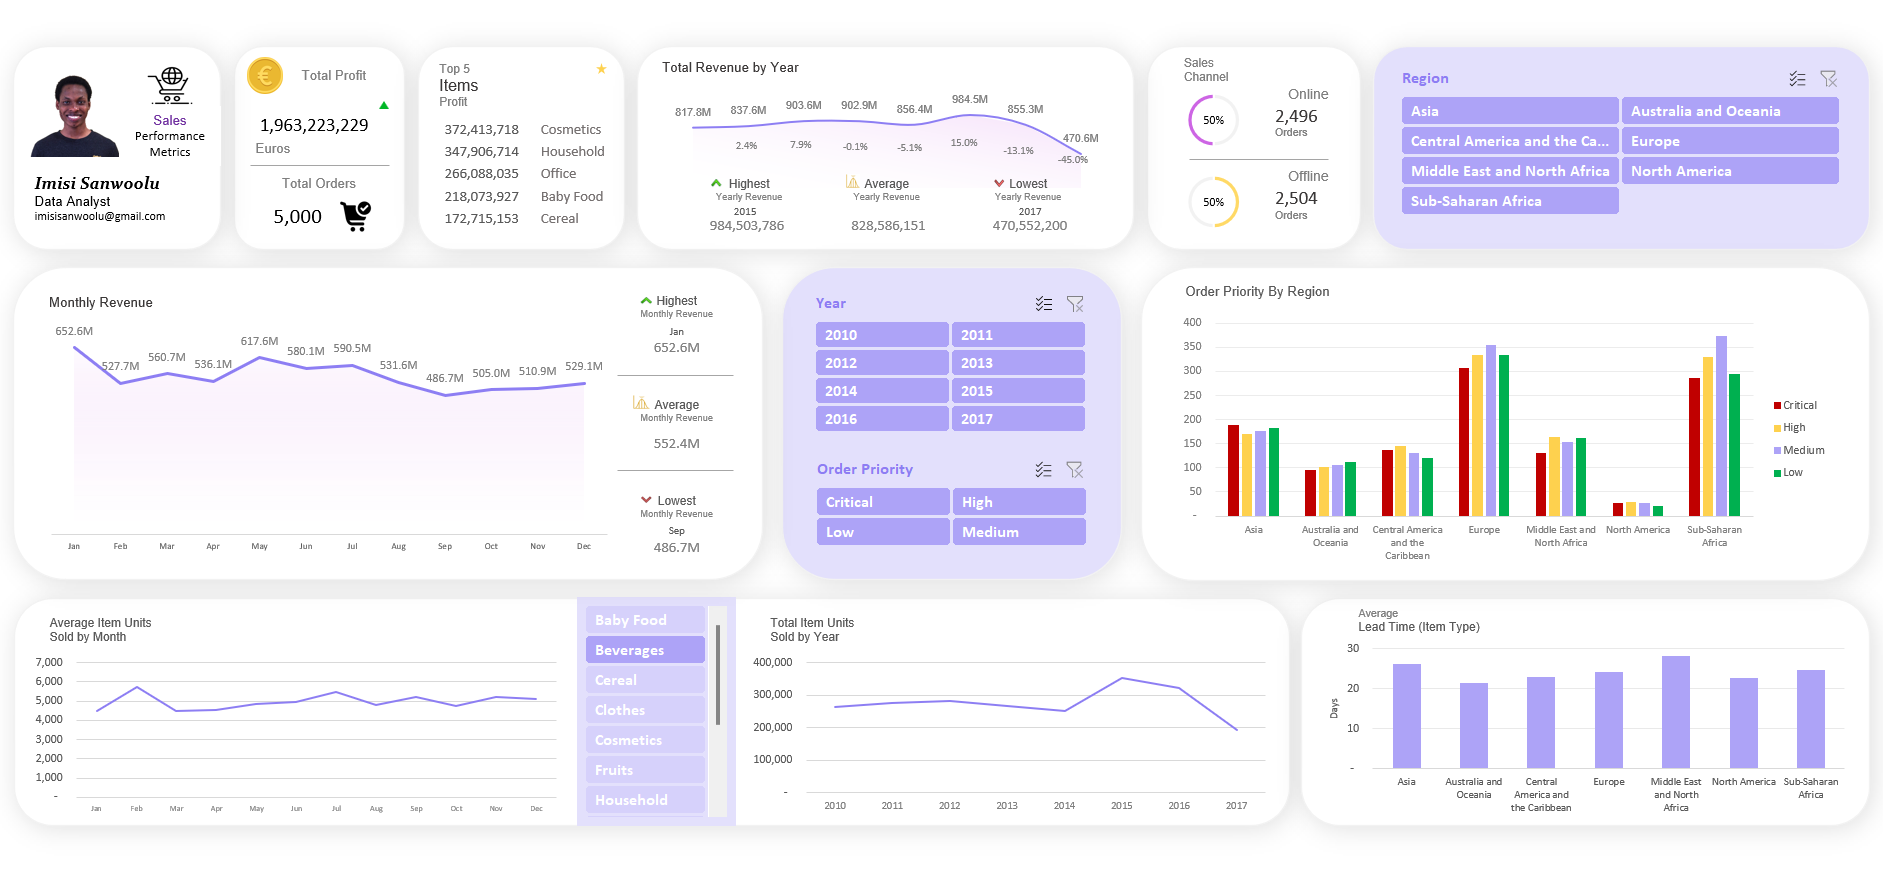 Sales
Performance
Metrics
Imisi Sanwoolu
Data Analyst
imisisanwoolu@gmail.com
Total Profit
1,963,223,229
Euros
Total Orders
5,000
Top 5
Items
Profit
372,413,718 Cosmetics
347,906,714 Household
266,088,035 Office
218,073,927 Baby Food
172,715,153 Cereal
Total Revenue by Year
817.8M 837.6M 903.6M 902.9M 856.4M 984.5M 855.3M 470.6M
2.4% 7.9% -0.1% -5.1% 15.0% -13.1% -45.0%
Highest
Yearly Revenue
2015
984,503,786
Average
Yearly Revenue
828,586,151
Lowest
Yearly Revenue
2017
470,552,200
Sales
Channel
50%
Online
2,496
Orders
50%
Offline
2,504
Orders
Region
Asia Australia and Oceania
Central America and the Ca... Europe
Middle East and North Africa North America
Sub-Saharan Africa
Monthly Revenue
652.6M 527.7M 560.7M 536.1M 617.6M 580.1M 590.5M 531.6M 486.7M 505.0M 510.9M 529.1M
Jan Feb Mar Apr May Jun Jul Aug Sep Oct Nov Dec
Highest
Monthly Revenue
Jan
652.6M
Average
Monthly Revenue
552.4M
Lowest
Monthly Revenue
Sep
486.7M
Year
2010 2011
2012 2013
2014 2015
2016 2017
Order Priority
Critical High
Low Medium
Order Priority By Region
400
350
300
250
200
150
100
50
-
Asia
Australia and
Oceania
Central America
and the
Caribbean
Europe
Middle East and
North Africa
North America
Sub-Saharan
Africa
Critical
High
Medium
Low
Average Item Units
Sold by Month
7,000
6,000
5,000
4,000
3,000
2,000
1,000
-
Jan Feb Mar Apr May Jun Jul Aug Sep Oct Nov Dec
Baby Food
Beverages
Cereal
Clothes
Cosmetics
Fruits
Household
Total Item Units
Sold by Year
400,000
300,000
200,000
100,000
-
2010 2011 2012 2013 2014 2015 2016 2017
Average
Lead Time (Item Type)
Days
30
20
10
-
Asia
Australia and
Oceania
Central
America and
the Caribbean
Europe
Middle East
and North
Africa
North America
Sub-Saharan
Africa